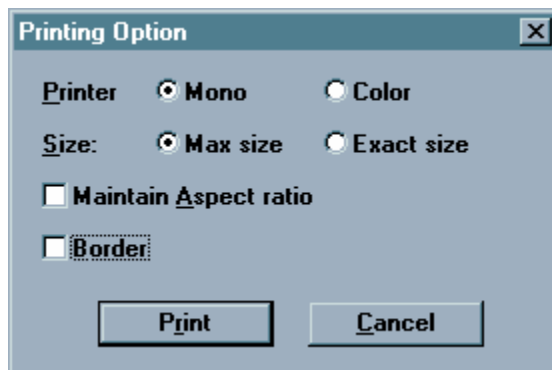 Printing Option
Printer Mono Color
Size: Max size Exact size
Maintain Aspect ratio
Border
Print Cancel